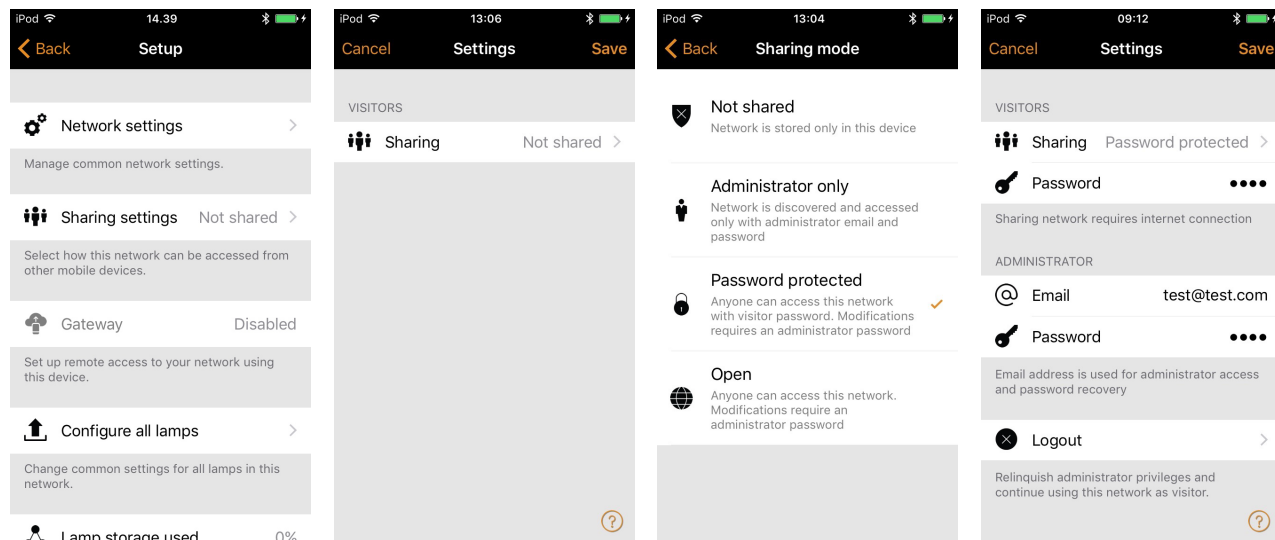 iPod 14.39
Back Setup
Network settings
Manage common network settings.
Sharing settings Not shared
Select how this network can be accessed from
other mobile devices.
Gateway Disabled
Set up remote access to your network using
this device.
Configure all lamps
Change common settings for all lamps in this
network.
Lamp storage used 0%
iPod 13:06
Cancel Settings Save
VISITORS
Sharing Not shared
?
iPod 13:04
Back Sharing mode
Not shared
Network is stored only in this device
Administrator only
Network is discovered and accessed
only with administrator email and
password
Password protected
Anyone can access this network
with visitor password. Modifications
requires an administrator password
Open
Anyone can access this network.
Modifications require an
administrator password
iPod 09:12
Cancel Settings Save
VISITORS
Sharing Password protected
Password ••••
Sharing network requires internet connection
ADMINISTRATOR
Email test@test.com
Password ••••
Email address is used for administrator access
and password recovery
Logout
Relinquish administrator privileges and
continue using this network as visitor.
?